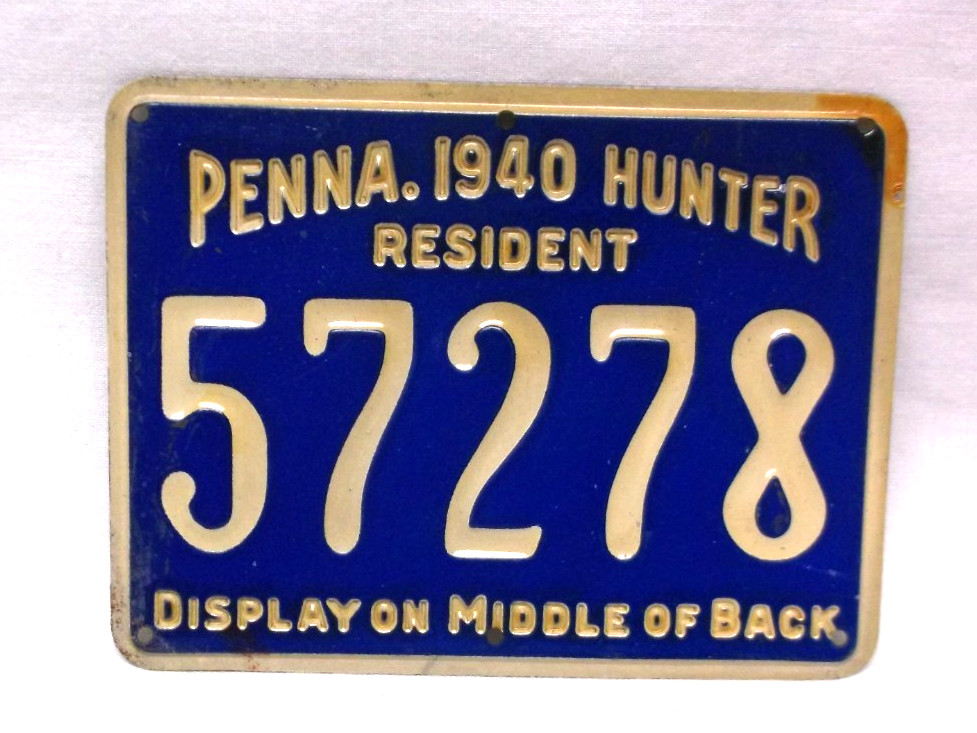 PENNA. 1940 HUNTER
RESIDENT
57278
DISPLAY ON MIDDLE OF BACK